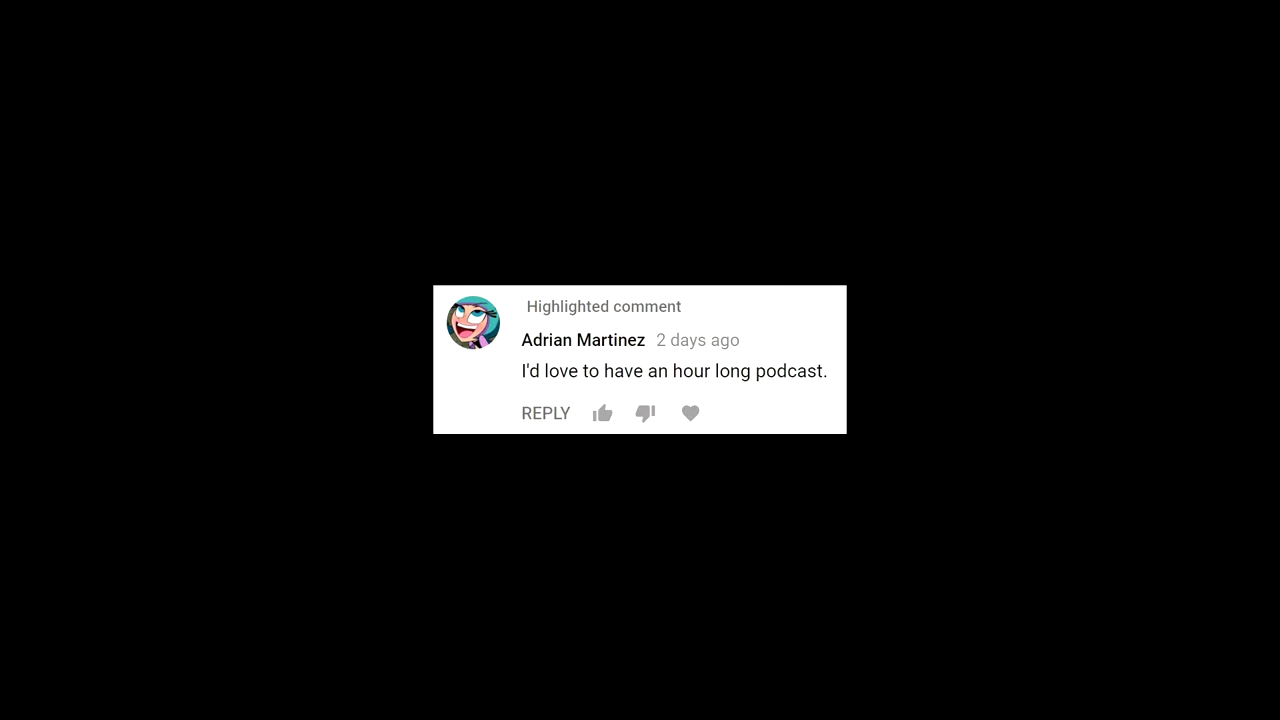 Highlighted comment
Adrian Martinez 2 days ago
I'd love to have an hour long podcast.
REPLY